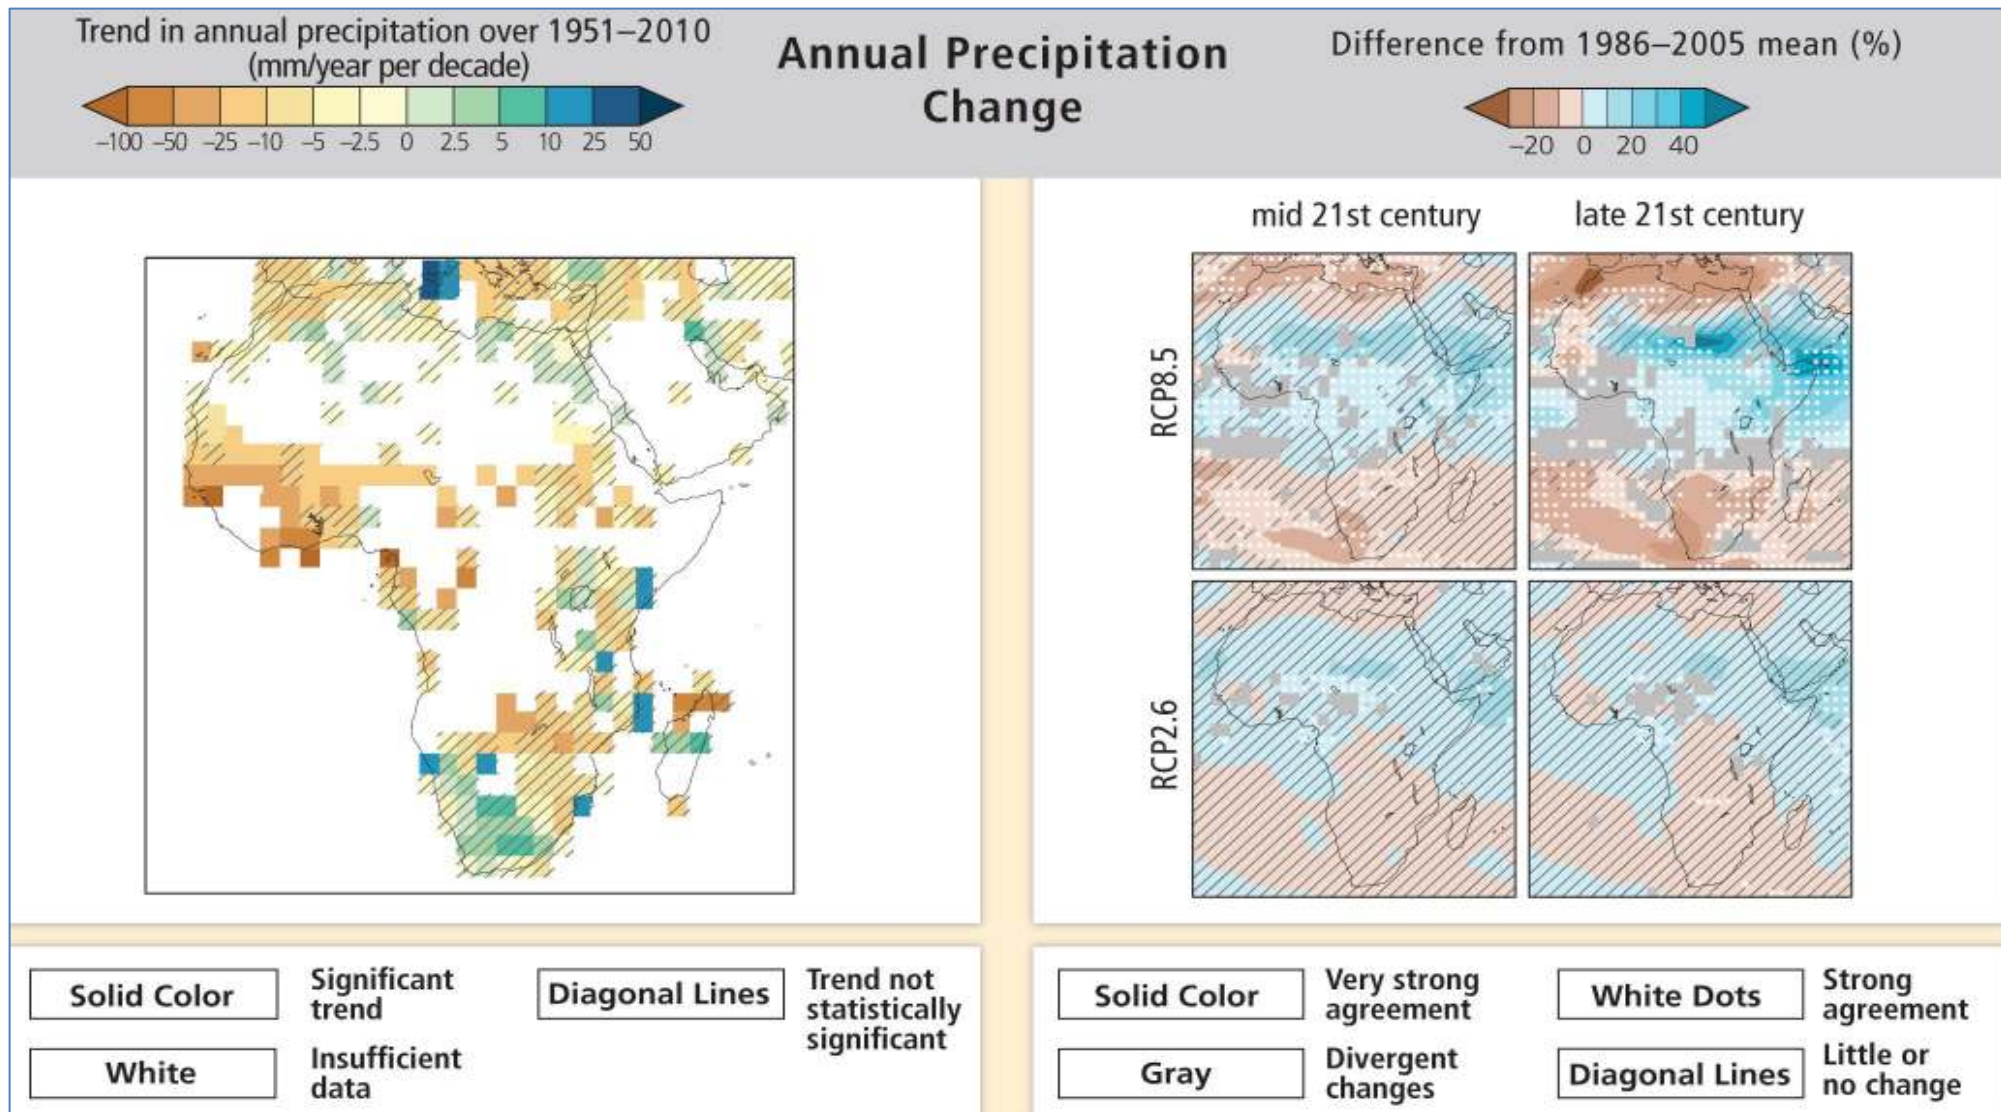 Trend in annual precipitation over 1951–2010
(mm/year per decade)
–100 –50 –25 –10 –5 –2.5 0 2.5 5 10 25 50
Annual Precipitation
Change
Difference from 1986–2005 mean (%)
–20 0 20 40
mid 21st century
late 21st century
RCP8.5
RCP2.6
Solid Color
Significant
trend
Diagonal Lines
Trend not
statistically
significant
White
Insufficient
data
Solid Color
Very strong
agreement
White Dots
Strong
agreement
Gray
Divergent
changes
Diagonal Lines
Little or
no change